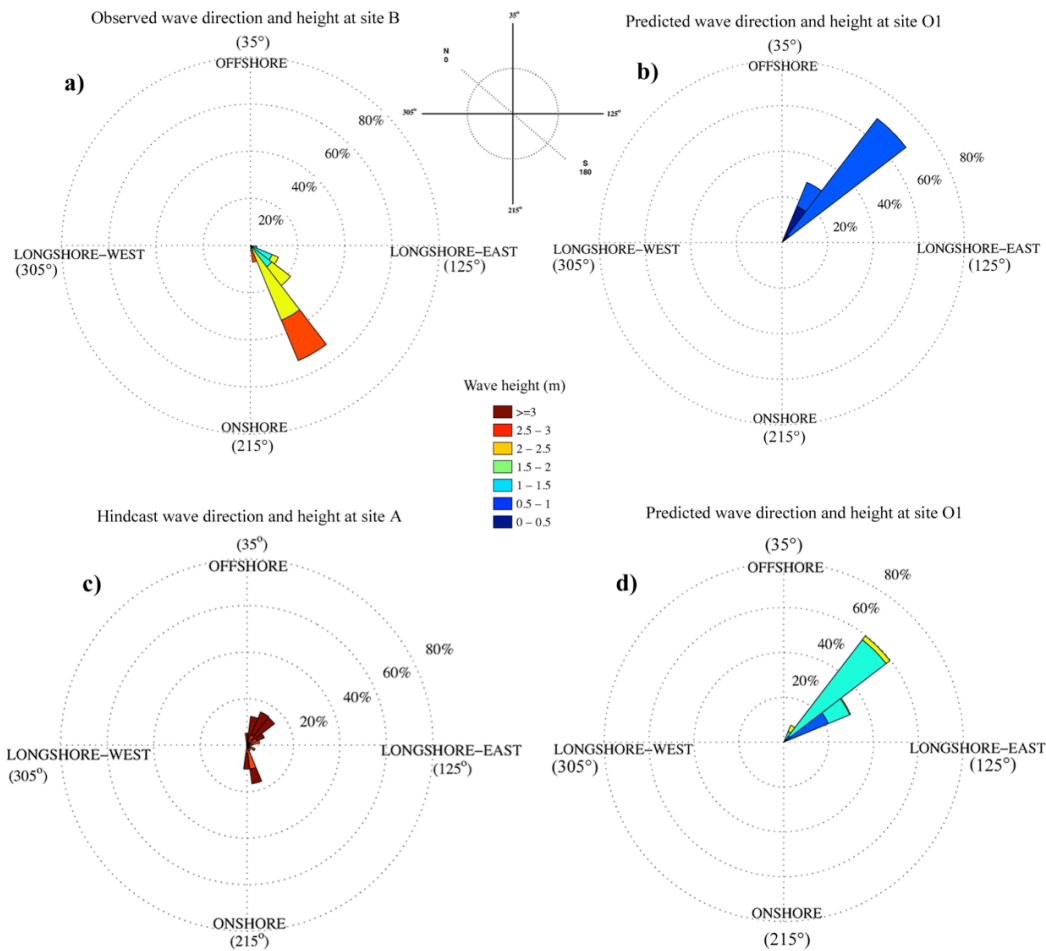 Observed wave direction and height at site B
(35°)
OFFSHORE
a)
80%
60%
40%
20%
LONGSHORE−WEST
(305°)
LONGSHORE−EAST
(125°)
ONSHORE
(215°)
35°
N
0
305°
125°
S
180
215°
Predicted wave direction and height at site O1
(35°)
OFFSHORE
b)
80%
60%
40%
20%
LONGSHORE−WEST
(305°)
LONGSHORE−EAST
(125°)
ONSHORE
(215°)
Wave height (m)
>=3
2.5 − 3
2 − 2.5
1.5 − 2
1 − 1.5
0.5 − 1
0 − 0.5
Hindcast wave direction and height at site A
(35°)
OFFSHORE
c)
80%
60%
40%
20%
LONGSHORE−WEST
(305°)
LONGSHORE−EAST
(125°)
ONSHORE
(215°)
Predicted wave direction and height at site O1
(35°)
OFFSHORE
d)
80%
60%
40%
20%
LONGSHORE−WEST
(305°)
LONGSHORE−EAST
(125°)
ONSHORE
(215°)